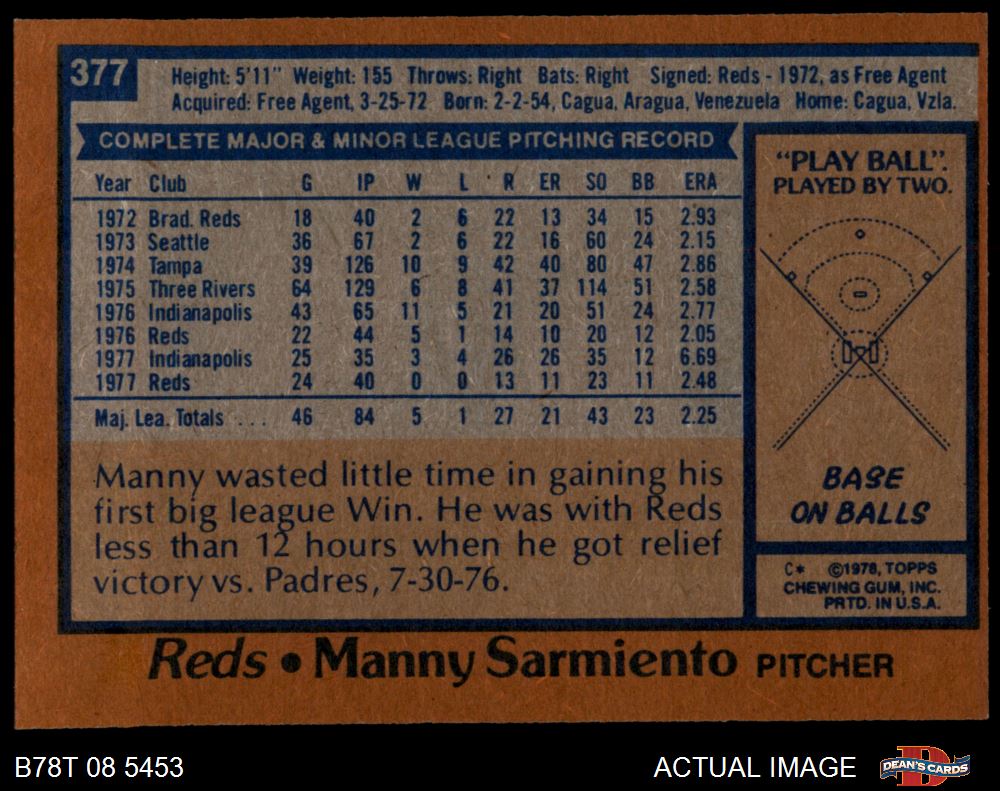 377
Height: 5'11" Weight: 155 Throws: Right Bats: Right Signed: Reds - 1972, as Free Agent
Acquired: Free Agent, 3-25-72 Born: 2-2-54, Cagua, Aragua, Venezuela Home: Cagua, Vzla.
COMPLETE MAJOR & MINOR LEAGUE PITCHING RECORD
Year Club G IP W L R ER SO BB ERA
1972 Brad. Reds 18 40 2 6 22 13 34 15 2.93
1973 Seattle 36 67 2 6 22 16 60 24 2.15
1974 Tampa 39 126 10 9 42 40 80 47 2.86
1975 Three Rivers 64 129 6 8 41 37 114 51 2.58
1976 Indianapolis 43 65 11 5 21 20 51 24 2.77
1976 Reds 22 44 5 1 14 10 20 12 2.05
1977 Indianapolis 25 35 3 4 26 26 35 12 6.69
1977 Reds 24 40 0 0 13 11 23 11 2.48
Maj. Lea. Totals ... 46 84 5 1 27 21 43 23 2.25
Manny wasted little time in gaining his
first big league Win. He was with Reds
less than 12 hours when he got relief
victory vs. Padres, 7-30-76.
"PLAY BALL".
PLAYED BY TWO.
BASE
ON BALLS
C* ©1978, TOPPS
CHEWING GUM, INC.
PRTD. IN U.S.A.
Reds • Manny Sarmiento PITCHER
B78T 08 5453
ACTUAL IMAGE
D
DEAN'S CARDS